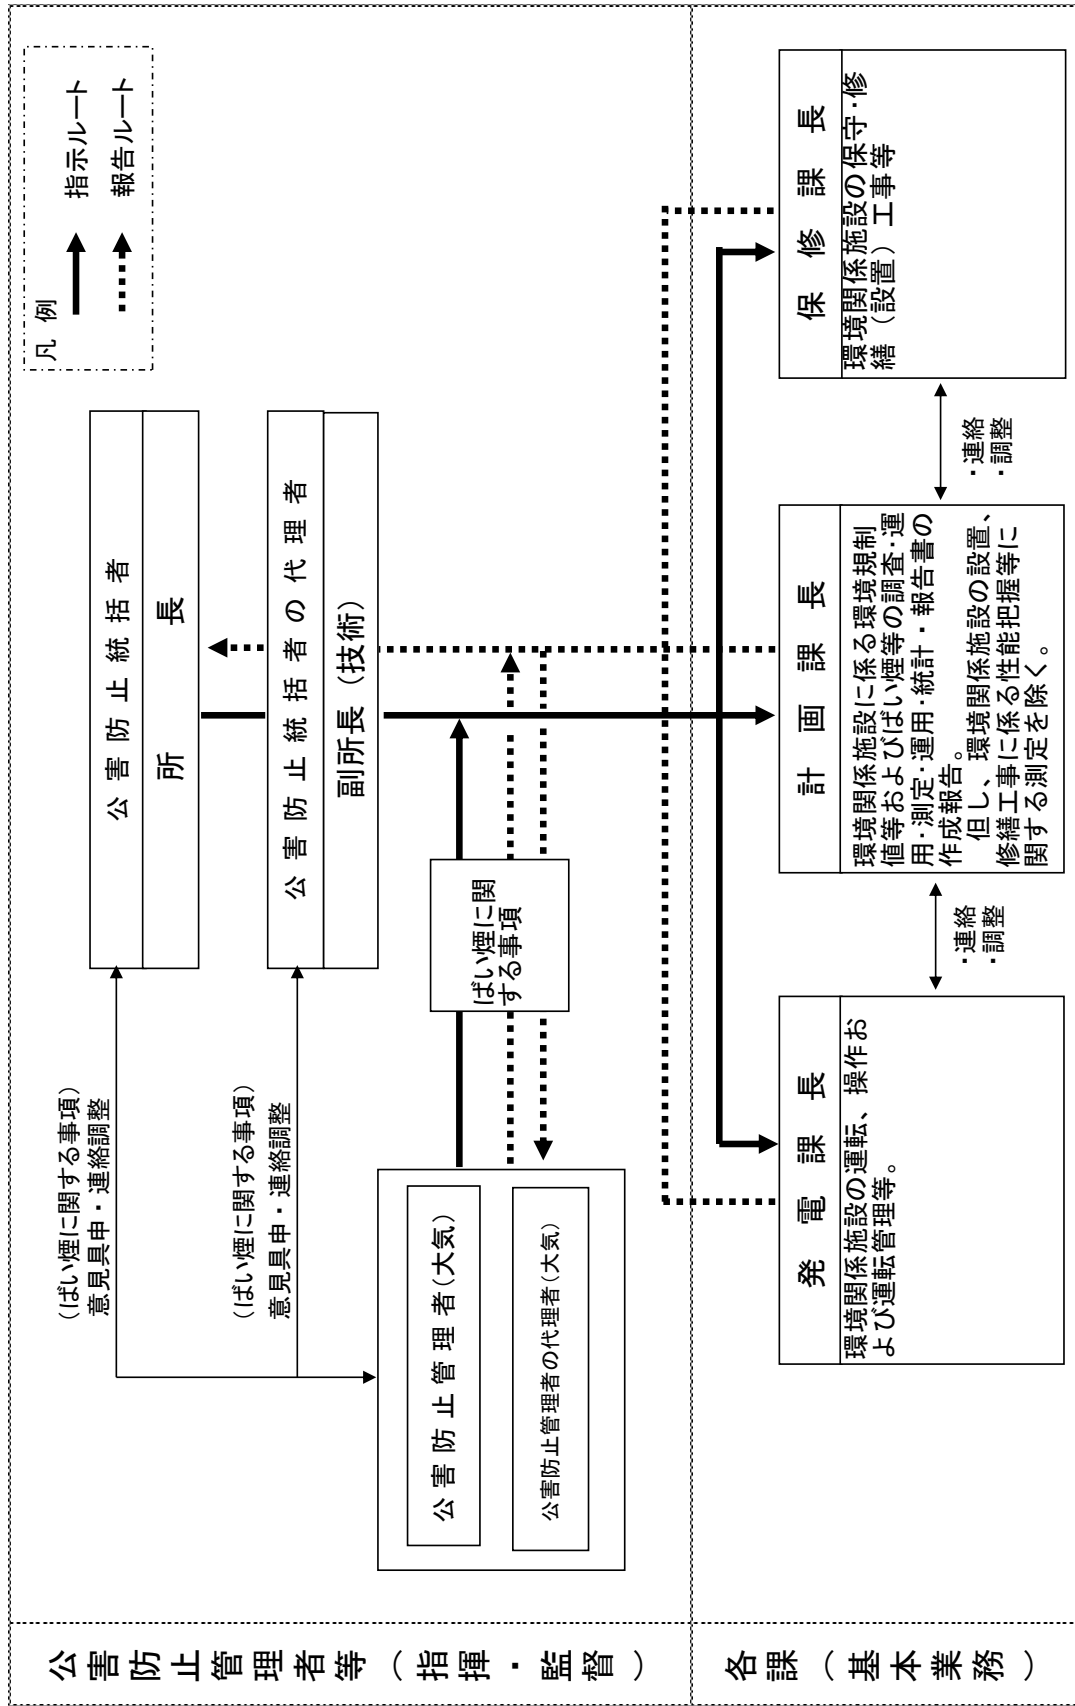 公害防止管理者等（指揮・監督）
各課（基本業務）
凡 例
指示ルート
報告ルート
公害防止統括者
所長
公害防止統括者の代理者
副所長（技術）
（ばい煙に関する事項）
意見具申・連絡調整
（ばい煙に関する事項）
意見具申・連絡調整
ばい煙に関
する事項
公害防止管理者（大気）
公害防止管理者の代理者（大気）
発電課長
環境関係施設の運転、操作お
よび運転管理等。
・連絡
・調整
計画課長
環境関係施設に係る環境規制
値等およびばい煙等の調査・運
用・測定・運用・統計・報告書の
作成報告。
但し、環境関係施設の設置、
修繕工事に係る性能把握等に
関する測定を除く。
・連絡
・調整
保修課長
環境関係施設の保守・修
繕（設置）工事等